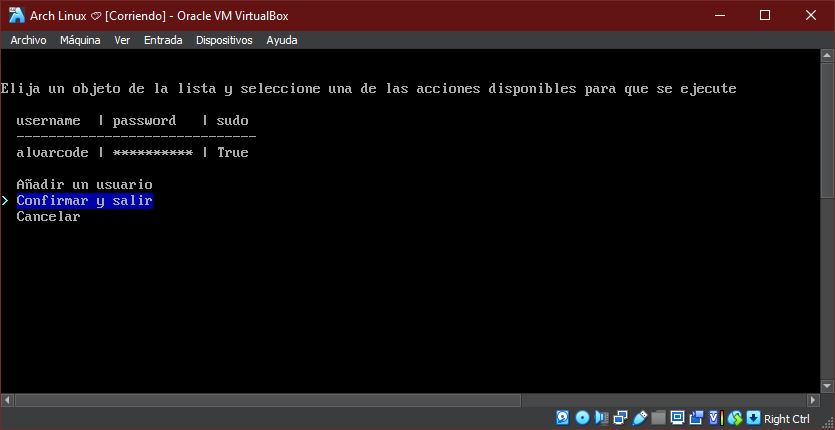 Arch Linux [Corriendo] - Oracle VM VirtualBox
Archivo Máquina Ver Entrada Dispositivos Ayuda
Elija un objeto de la lista y seleccione una de las acciones disponibles para que se ejecute
username | password | sudo
------------------------------
alvarcode | ********** | True
Añadir un usuario
> Confirmar y salir
Cancelar
Right Ctrl